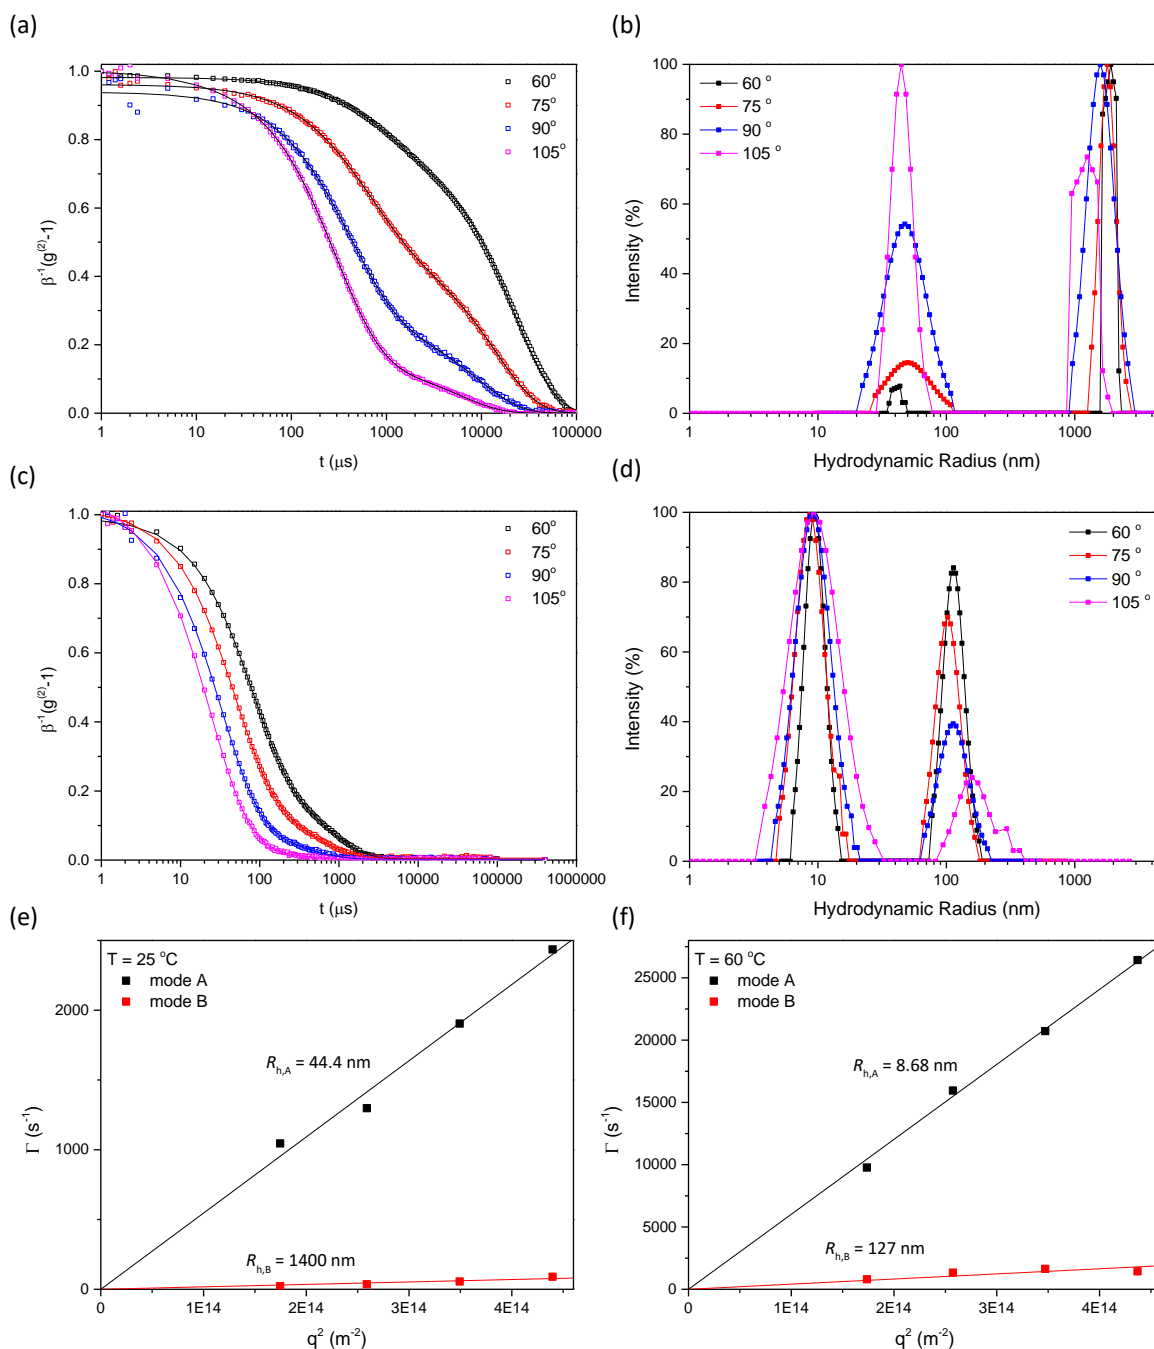 (a)
1.0
0.8
0.6
0.4
0.2
0.0
β⁻¹(g⁽²⁾-1)
60°
75°
90°
105°
1
10
100
1000
10000
100000
t (μs)
(b)
100
80
60
40
20
0
Intensity (%)
60 °
75 °
90 °
105 °
1
10
100
1000
Hydrodynamic Radius (nm)
(c)
1.0
0.8
0.6
0.4
0.2
0.0
β⁻¹(g⁽²⁾-1)
60°
75°
90°
105°
1
10
100
1000
10000
100000
1000000
t (μs)
(d)
100
80
60
40
20
0
Intensity (%)
60 °
75 °
90 °
105 °
1
10
100
1000
Hydrodynamic Radius (nm)
(e)
T = 25 °C
mode A
mode B
R_h,A = 44.4 nm
R_h,B = 1400 nm
2000
1000
0
Γ (s⁻¹)
0
1E14
2E14
3E14
4E14
q² (m⁻²)
(f)
T = 60 °C
mode A
mode B
R_h,A = 8.68 nm
R_h,B = 127 nm
25000
20000
15000
10000
5000
0
Γ (s⁻¹)
0
1E14
2E14
3E14
4E14
q² (m⁻²)